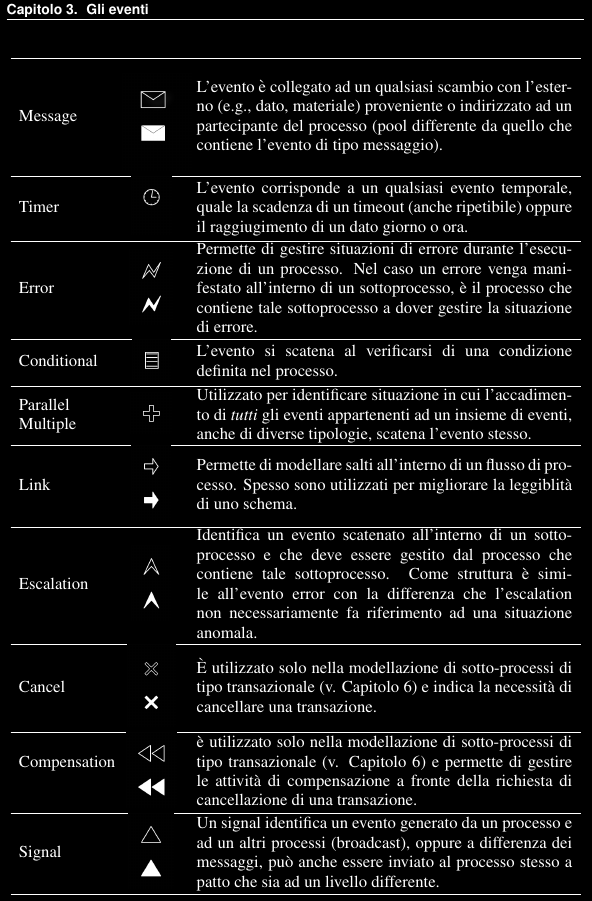 Capitolo 3. Gli eventi
Message
L'evento è collegato ad un qualsiasi scambio con l'ester-
no (e.g., dato, materiale) proveniente o indirizzato ad un
partecipante del processo (pool differente da quello che
contiene l'evento di tipo messaggio).
Timer
L'evento corrisponde a un qualsiasi evento temporale,
quale la scadenza di un timeout (anche ripetibile) oppure
il raggiugimento di un dato giorno o ora.
Error
Permette di gestire situazioni di errore durante l'esecu-
zione di un processo. Nel caso un errore venga mani-
festato all'interno di un sottoprocesso, è il processo che
contiene tale sottoprocesso a dover gestire la situazione
di errore.
Conditional
L'evento si scatena al verificarsi di una condizione
definita nel processo.
Parallel
Multiple
Utilizzato per identificare situazione in cui l'accadimen-
to di tutti gli eventi appartenenti ad un insieme di eventi,
anche di diverse tipologie, scatena l'evento stesso.
Link
Permette di modellare salti all'interno di un flusso di pro-
cesso. Spesso sono utilizzati per migliorare la leggiblità
di uno schema.
Escalation
Identifica un evento scatenato all'interno di un sotto-
processo e che deve essere gestito dal processo che
contiene tale sottoprocesso. Come struttura è simi-
le all'evento error con la differenza che l'escalation
non necessariamente fa riferimento ad una situazione
anomala.
Cancel
È utilizzato solo nella modellazione di sotto-processi di
tipo transazionale (v. Capitolo 6) e indica la necessità di
cancellare una transazione.
Compensation
è utilizzato solo nella modellazione di sotto-processi di
tipo transazionale (v. Capitolo 6) e permette di gestire
le attività di compensazione a fronte della richiesta di
cancellazione di una transazione.
Signal
Un signal identifica un evento generato da un processo e
ad un altri processi (broadcast), oppure a differenza dei
messaggi, può anche essere inviato al processo stesso a
patto che sia ad un livello differente.